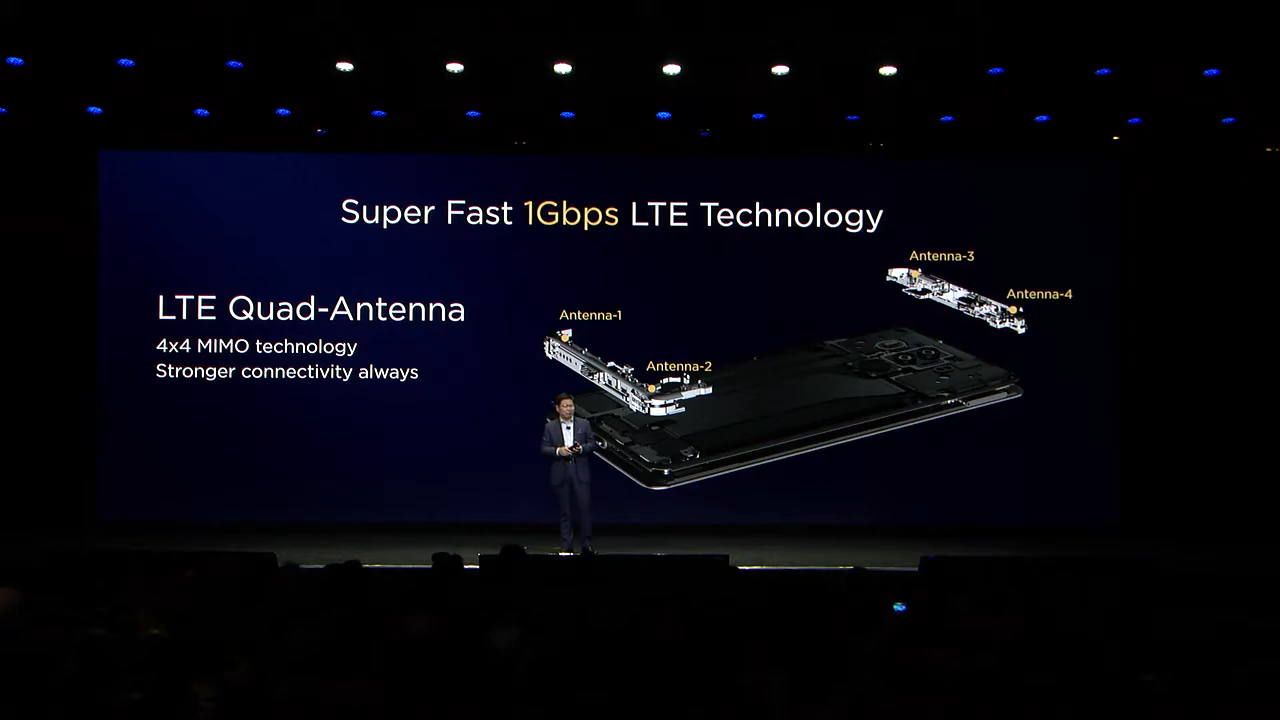 Super Fast 1Gbps LTE Technology
LTE Quad-Antenna
4x4 MIMO technology
Stronger connectivity always
Antenna-1
Antenna-2
Antenna-3
Antenna-4